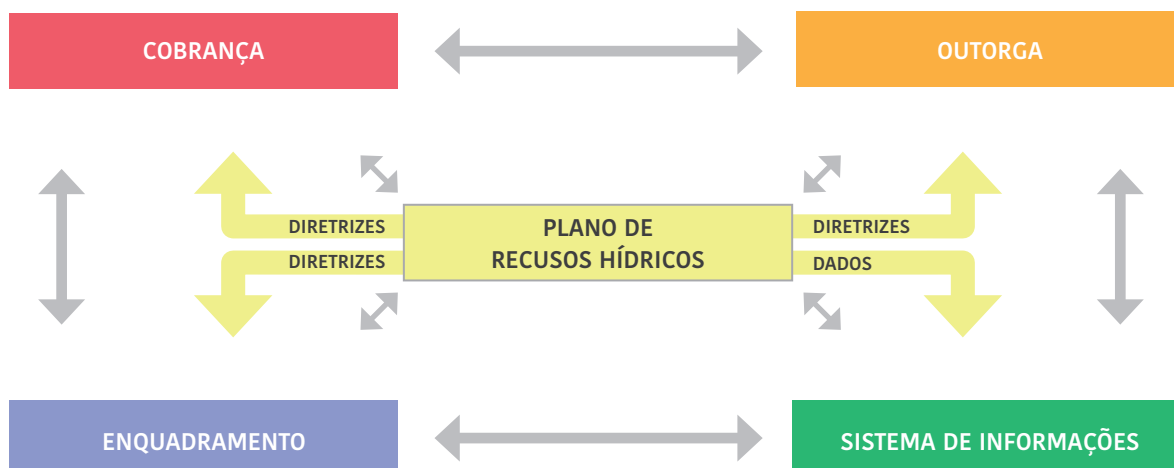 COBRANÇA
OUTORGA
DIRETRIZES
PLANO DE
RECUSOS HÍDRICOS
DIRETRIZES
DIRETRIZES
DADOS
ENQUADRAMENTO
SISTEMA DE INFORMAÇÕES